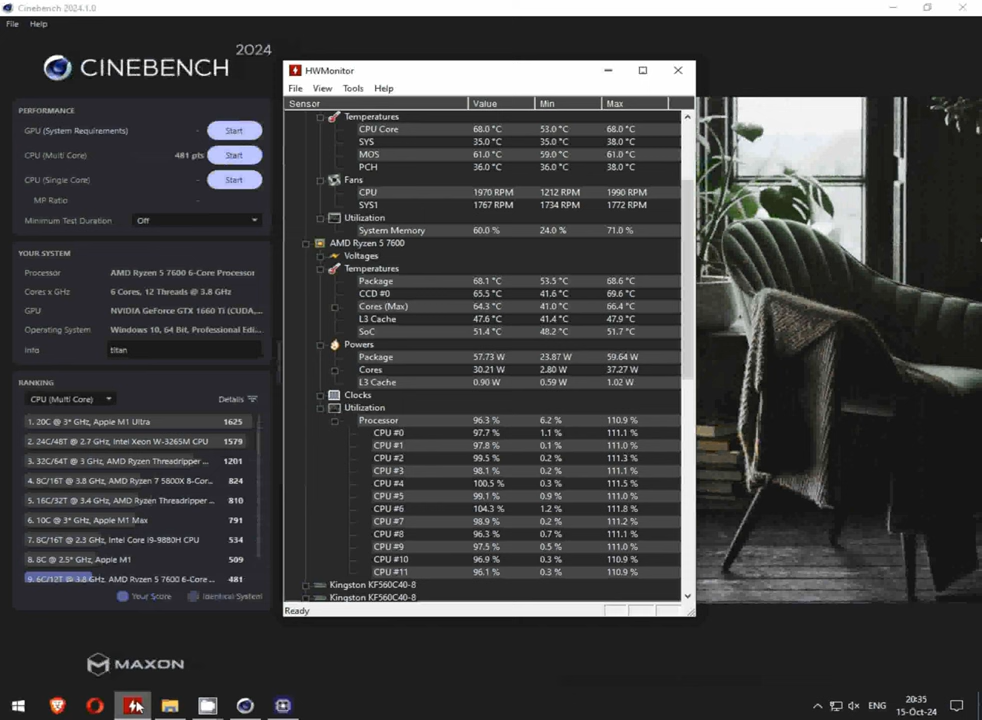 Cinebench 2024.1.0
File Help
CINEBENCH 2024
PERFORMANCE
GPU (System Requirements) - Start
CPU (Multi Core) 481 pts Start
CPU (Single Core) - Start
MP Ratio -
Minimum Test Duration Off
YOUR SYSTEM
Processor AMD Ryzen 5 7600 6-Core Processor
Cores x GHz 6 Cores, 12 Threads @ 3.8 GHz
GPU NVIDIA GeForce GTX 1660 Ti (CUDA,...
Operating System Windows 10, 64 Bit, Professional Edi...
Info titan
RANKING
CPU (Multi Core) Details
1. 20C @ 3* GHz, Apple M1 Ultra 1625
2. 24C/48T @ 2.7 GHz, Intel Xeon W-3265M CPU 1579
3. 32C/64T @ 3 GHz, AMD Ryzen Threadripper ... 1201
4. 8C/16T @ 3.8 GHz, AMD Ryzen 7 5800X 8-Cor... 824
5. 16C/32T @ 3.4 GHz, AMD Ryzen Threadripper ... 810
6. 10C @ 3* GHz, Apple M1 Max 791
7. 8C/16T @ 2.3 GHz, Intel Core i9-9880H CPU 534
8. 8C @ 2.5* GHz, Apple M1 509
9. 6C/12T @ 3.8 GHz, AMD Ryzen 5 7600 6-Core ... 481
Your Score Identical System
MAXON
HWMonitor
File View Tools Help
Sensor Value Min Max
Temperatures
CPU Core 68.0 °C 53.0 °C 68.0 °C
SYS 35.0 °C 35.0 °C 38.0 °C
MOS 61.0 °C 59.0 °C 61.0 °C
PCH 36.0 °C 36.0 °C 38.0 °C
Fans
CPU 1970 RPM 1212 RPM 1990 RPM
SYS1 1767 RPM 1734 RPM 1772 RPM
Utilization
System Memory 60.0 % 24.0 % 71.0 %
AMD Ryzen 5 7600
Voltages
Temperatures
Package 68.1 °C 53.5 °C 68.6 °C
CCD #0 65.5 °C 41.6 °C 69.6 °C
Cores (Max) 64.3 °C 41.0 °C 66.4 °C
L3 Cache 47.6 °C 41.4 °C 47.9 °C
SoC 51.4 °C 48.2 °C 51.7 °C
Powers
Package 57.73 W 23.87 W 59.64 W
Cores 30.21 W 2.80 W 37.27 W
L3 Cache 0.90 W 0.59 W 1.02 W
Clocks
Utilization
Processor 96.3 % 6.2 % 110.9 %
CPU #0 97.7 % 1.1 % 111.1 %
CPU #1 97.8 % 0.1 % 111.0 %
CPU #2 99.5 % 0.2 % 111.3 %
CPU #3 98.1 % 0.2 % 111.1 %
CPU #4 100.5 % 0.3 % 111.5 %
CPU #5 99.1 % 0.9 % 111.0 %
CPU #6 104.3 % 1.2 % 111.8 %
CPU #7 98.9 % 0.2 % 111.2 %
CPU #8 96.3 % 0.7 % 111.1 %
CPU #9 97.5 % 0.5 % 111.0 %
CPU #10 96.9 % 0.3 % 110.9 %
CPU #11 96.1 % 0.3 % 110.9 %
Kingston KF560C40-8
Kingston KF560C40-8
Ready
ENG
20:35
15-Oct-24